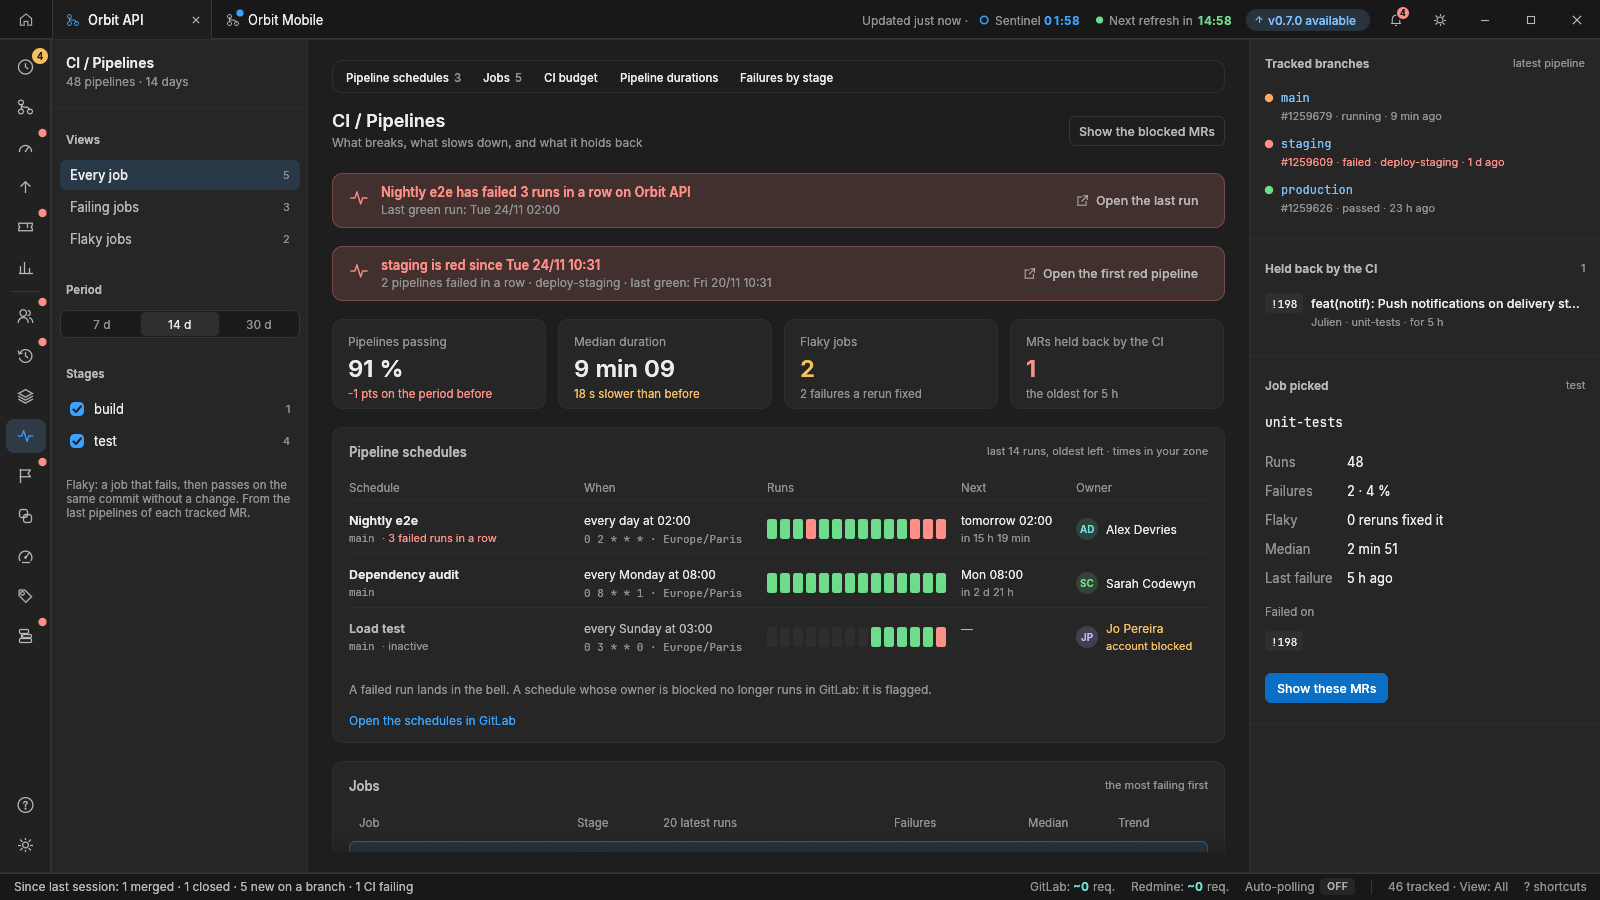 Orbit API
Orbit Mobile
Updated just now ·
Sentinel 01:58
Next refresh in 14:58
↑ v0.7.0 available
4
4
CI / Pipelines
48 pipelines · 14 days
Views
Every job 5
Failing jobs 3
Flaky jobs 2
Period
7 d 14 d 30 d
Stages
build 1
test 4
Flaky: a job that fails, then passes on the
same commit without a change. From the
last pipelines of each tracked MR.
Pipeline schedules 3 Jobs 5 CI budget Pipeline durations Failures by stage
CI / Pipelines
What breaks, what slows down, and what it holds back
Show the blocked MRs
Nightly e2e has failed 3 runs in a row on Orbit API
Last green run: Tue 24/11 02:00
Open the last run
staging is red since Tue 24/11 10:31
2 pipelines failed in a row · deploy-staging · last green: Fri 20/11 10:31
Open the first red pipeline
Pipelines passing
91 %
-1 pts on the period before
Median duration
9 min 09
18 s slower than before
Flaky jobs
2
2 failures a rerun fixed
MRs held back by the CI
1
the oldest for 5 h
Pipeline schedules
last 14 runs, oldest left · times in your zone
Schedule When Runs Next Owner
Nightly e2e
main · 3 failed runs in a row
every day at 02:00
0 2 * * * · Europe/Paris
tomorrow 02:00
in 15 h 19 min
AD Alex Devries
Dependency audit
main
every Monday at 08:00
0 8 * * 1 · Europe/Paris
Mon 08:00
in 2 d 21 h
SC Sarah Codewyn
Load test
main · inactive
every Sunday at 03:00
0 3 * * 0 · Europe/Paris
—
JP Jo Pereira
account blocked
A failed run lands in the bell. A schedule whose owner is blocked no longer runs in GitLab: it is flagged.
Open the schedules in GitLab
Jobs
the most failing first
Job Stage 20 latest runs Failures Median Trend
Tracked branches latest pipeline
main
#1259679 · running · 9 min ago
staging
#1259609 · failed · deploy-staging · 1 d ago
production
#1259626 · passed · 23 h ago
Held back by the CI 1
!198 feat(notif): Push notifications on delivery st...
Julien · unit-tests · for 5 h
Job picked test
unit-tests
Runs 48
Failures 2 · 4 %
Flaky 0 reruns fixed it
Median 2 min 51
Last failure 5 h ago
Failed on
!198
Show these MRs
Since last session: 1 merged · 1 closed · 5 new on a branch · 1 CI failing
GitLab: ~0 req. Redmine: ~0 req. Auto-polling OFF
46 tracked · View: All ? shortcuts